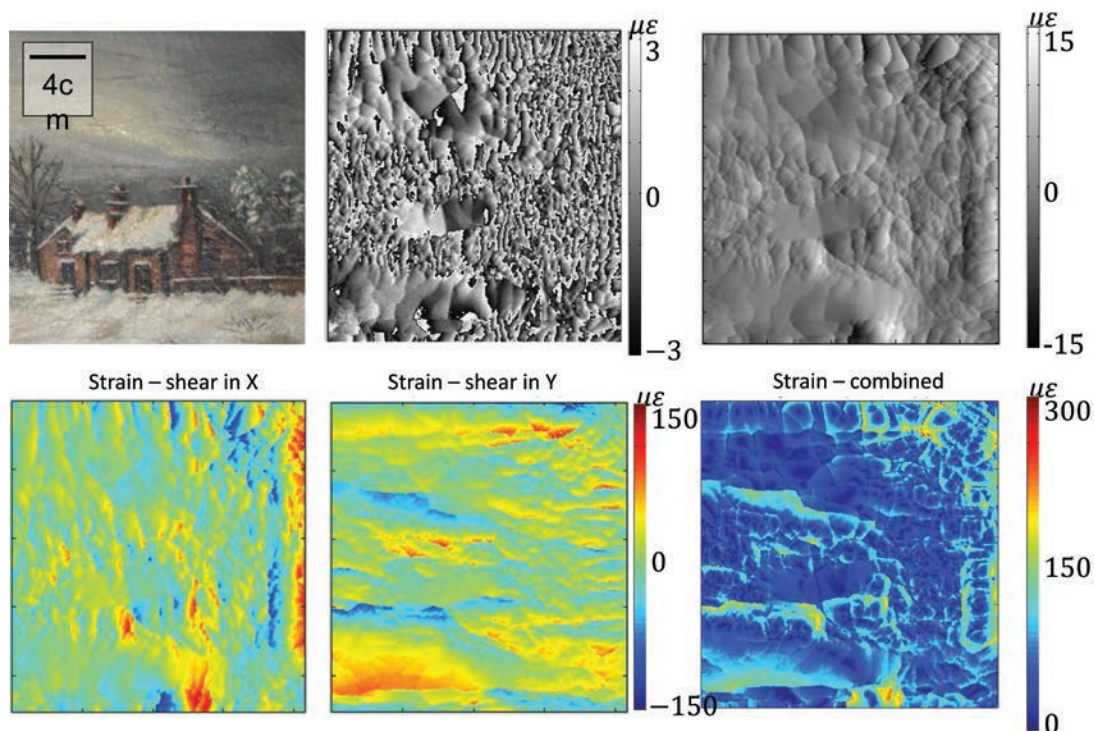 4c
m
με
3
0
−3
με
15
0
-15
Strain – shear in X
Strain – shear in Y
με
150
0
−150
Strain – combined
με
300
150
0